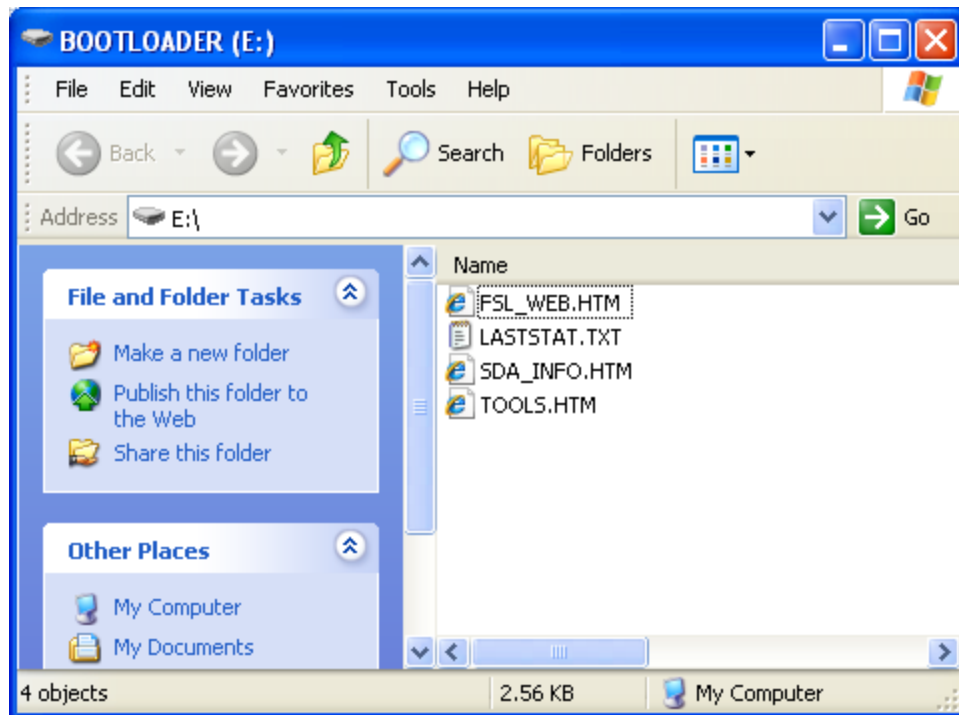 BOOTLOADER (E:)
File Edit View Favorites Tools Help
Back Search Folders
Address E:\ Go
File and Folder Tasks
Make a new folder
Publish this folder to
the Web
Share this folder
Other Places
My Computer
My Documents
Name
FSL_WEB.HTM
LASTSTAT.TXT
SDA_INFO.HTM
TOOLS.HTM
4 objects 2.56 KB My Computer